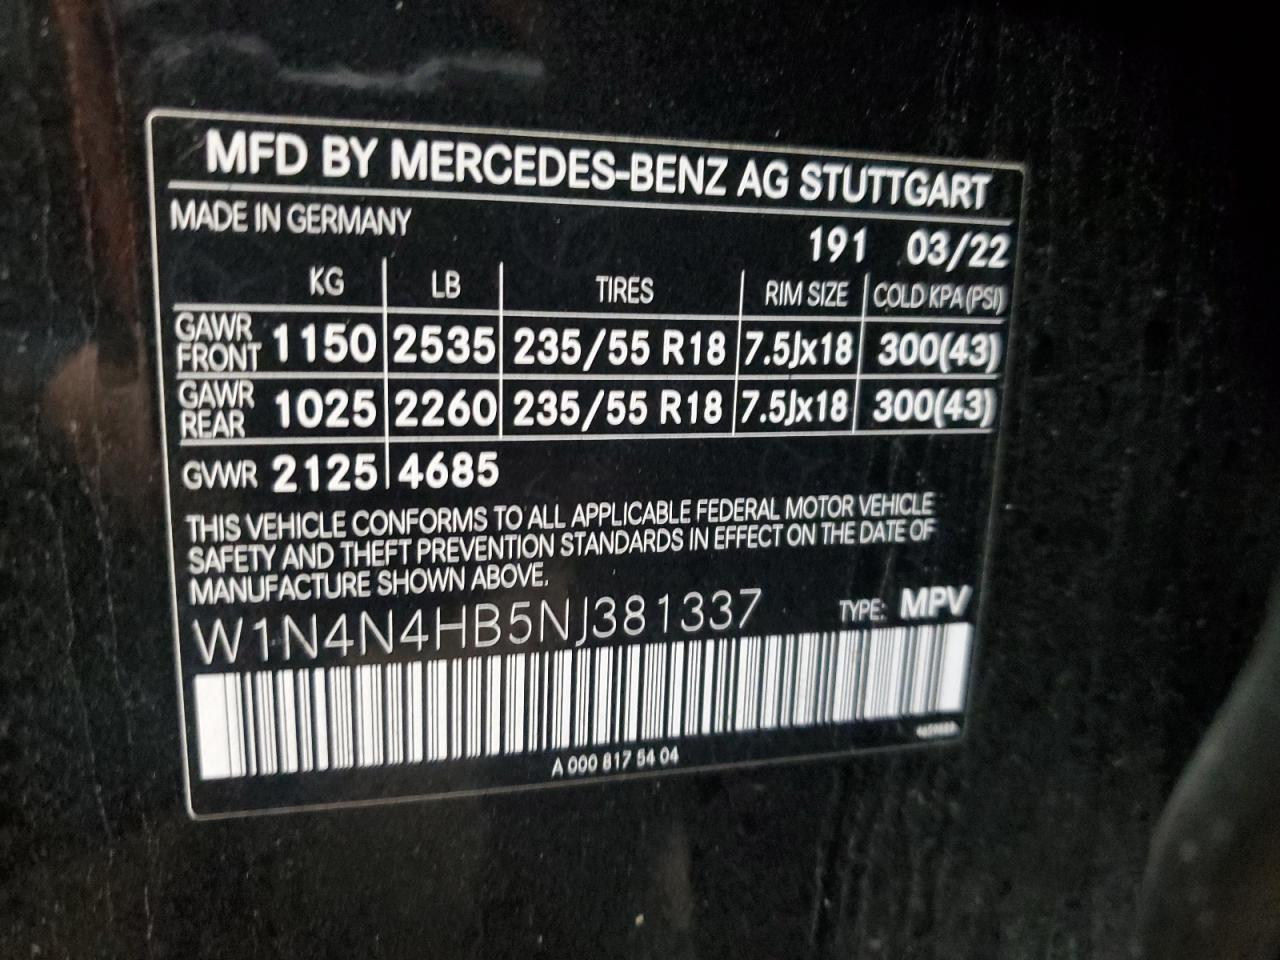 MFD BY MERCEDES-BENZ AG STUTTGART
MADE IN GERMANY
191 03/22
KG LB TIRES RIM SIZE COLD KPA (PSI)
GAWR FRONT 1150 2535 235/55 R18 7.5Jx18 300(43)
GAWR REAR 1025 2260 235/55 R18 7.5Jx18 300(43)
GVWR 2125 4685
THIS VEHICLE CONFORMS TO ALL APPLICABLE FEDERAL MOTOR VEHICLE
SAFETY AND THEFT PREVENTION STANDARDS IN EFFECT ON THE DATE OF
MANUFACTURE SHOWN ABOVE.
W1N4N4HB5NJ381337 TYPE: MPV
A 000 817 54 04